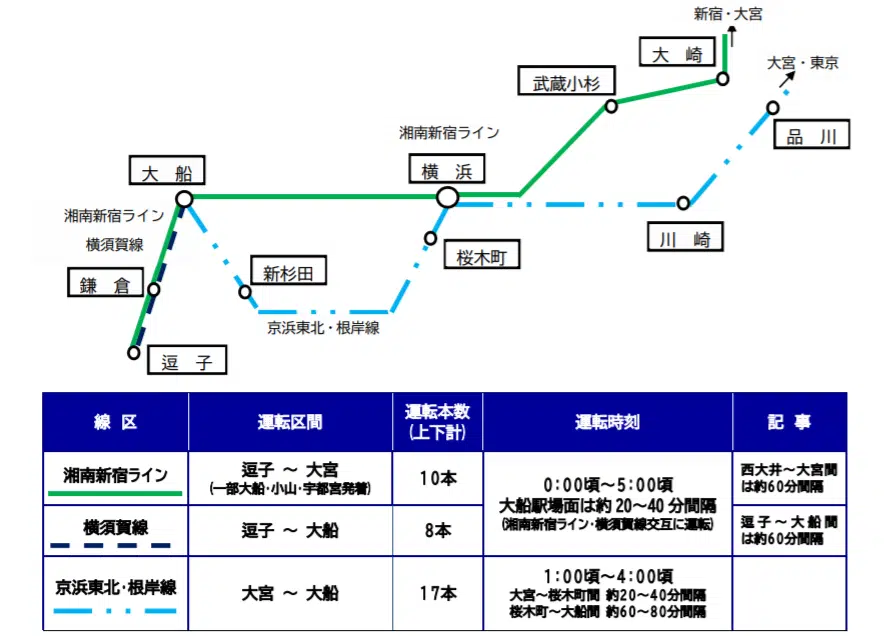 新宿・大宮
大崎
大宮・東京
武蔵小杉
品川
湘南新宿ライン
横浜
大船
湘南新宿ライン
横須賀線
川崎
桜木町
新杉田
鎌倉
京浜東北・根岸線
逗子
線区 運転区間 運転本数 運転時刻 記事
(上下計)
湘南新宿ライン 逗子 ～ 大宮 10本 0:00頃～5:00頃 西大井～大宮間
(一部大船・小山・宇都宮発着) 大船駅場面は約20～40分間隔 は約60分間隔
横須賀線 逗子 ～ 大船 8本 (湘南新宿ライン・横須賀線交互に運転) 逗子～大船間
は約60分間隔
京浜東北・根岸線 大宮 ～ 大船 17本 1:00頃～4:00頃
大宮～桜木町間 約20～40分間隔
桜木町～大船間 約60～80分間隔